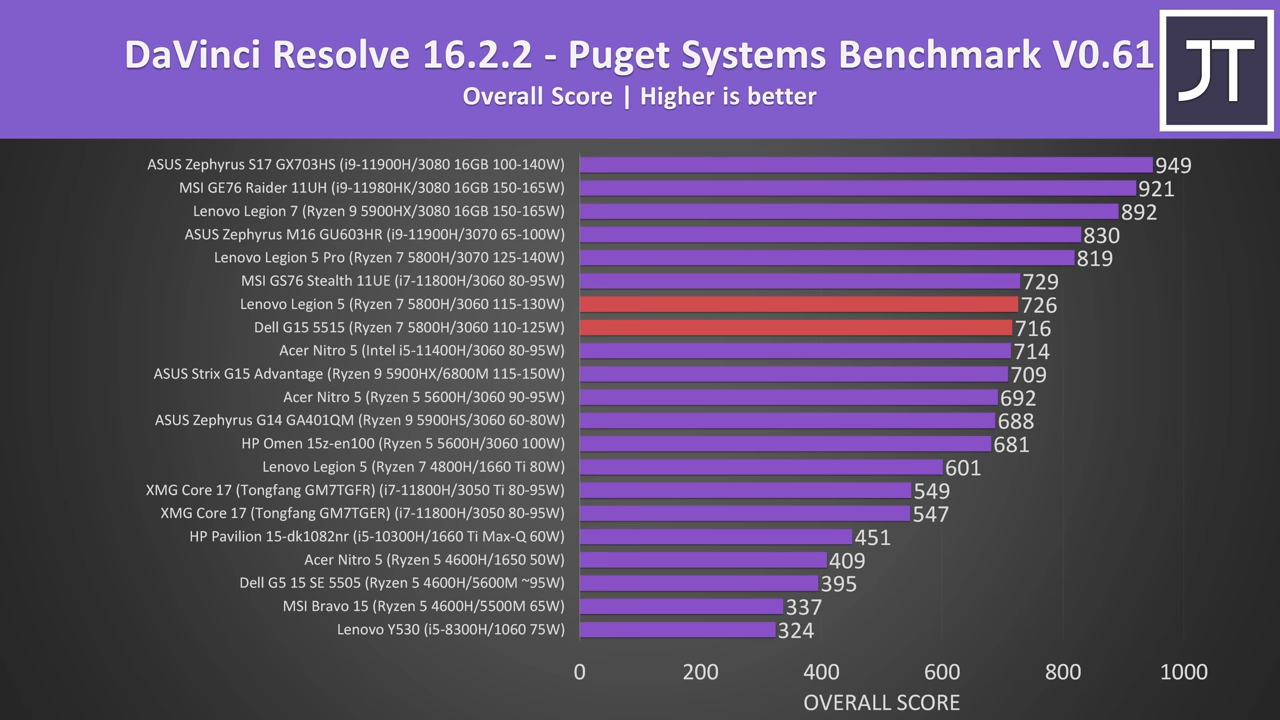 DaVinci Resolve 16.2.2 - Puget Systems Benchmark V0.61
Overall Score | Higher is better
JT
ASUS Zephyrus S17 GX703HS (i9-11900H/3080 16GB 100-140W) 949
MSI GE76 Raider 11UH (i9-11980HK/3080 16GB 150-165W) 921
Lenovo Legion 7 (Ryzen 9 5900HX/3080 16GB 150-165W) 892
ASUS Zephyrus M16 GU603HR (i9-11900H/3070 65-100W) 830
Lenovo Legion 5 Pro (Ryzen 7 5800H/3070 125-140W) 819
MSI GS76 Stealth 11UE (i7-11800H/3060 80-95W) 729
Lenovo Legion 5 (Ryzen 7 5800H/3060 115-130W) 726
Dell G15 5515 (Ryzen 7 5800H/3060 110-125W) 716
Acer Nitro 5 (Intel i5-11400H/3060 80-95W) 714
ASUS Strix G15 Advantage (Ryzen 9 5900HX/6800M 115-150W) 709
Acer Nitro 5 (Ryzen 5 5600H/3060 90-95W) 692
ASUS Zephyrus G14 GA401QM (Ryzen 9 5900HS/3060 60-80W) 688
HP Omen 15z-en100 (Ryzen 5 5600H/3060 100W) 681
Lenovo Legion 5 (Ryzen 7 4800H/1660 Ti 80W) 601
XMG Core 17 (Tongfang GM7TGFR) (i7-11800H/3050 Ti 80-95W) 549
XMG Core 17 (Tongfang GM7TGER) (i7-11800H/3050 80-95W) 547
HP Pavilion 15-dk1082nr (i5-10300H/1660 Ti Max-Q 60W) 451
Acer Nitro 5 (Ryzen 5 4600H/1650 50W) 409
Dell G5 15 SE 5505 (Ryzen 5 4600H/5600M ~95W) 395
MSI Bravo 15 (Ryzen 5 4600H/5500M 65W) 337
Lenovo Y530 (i5-8300H/1060 75W) 324
0 200 400 600 800 1000
OVERALL SCORE